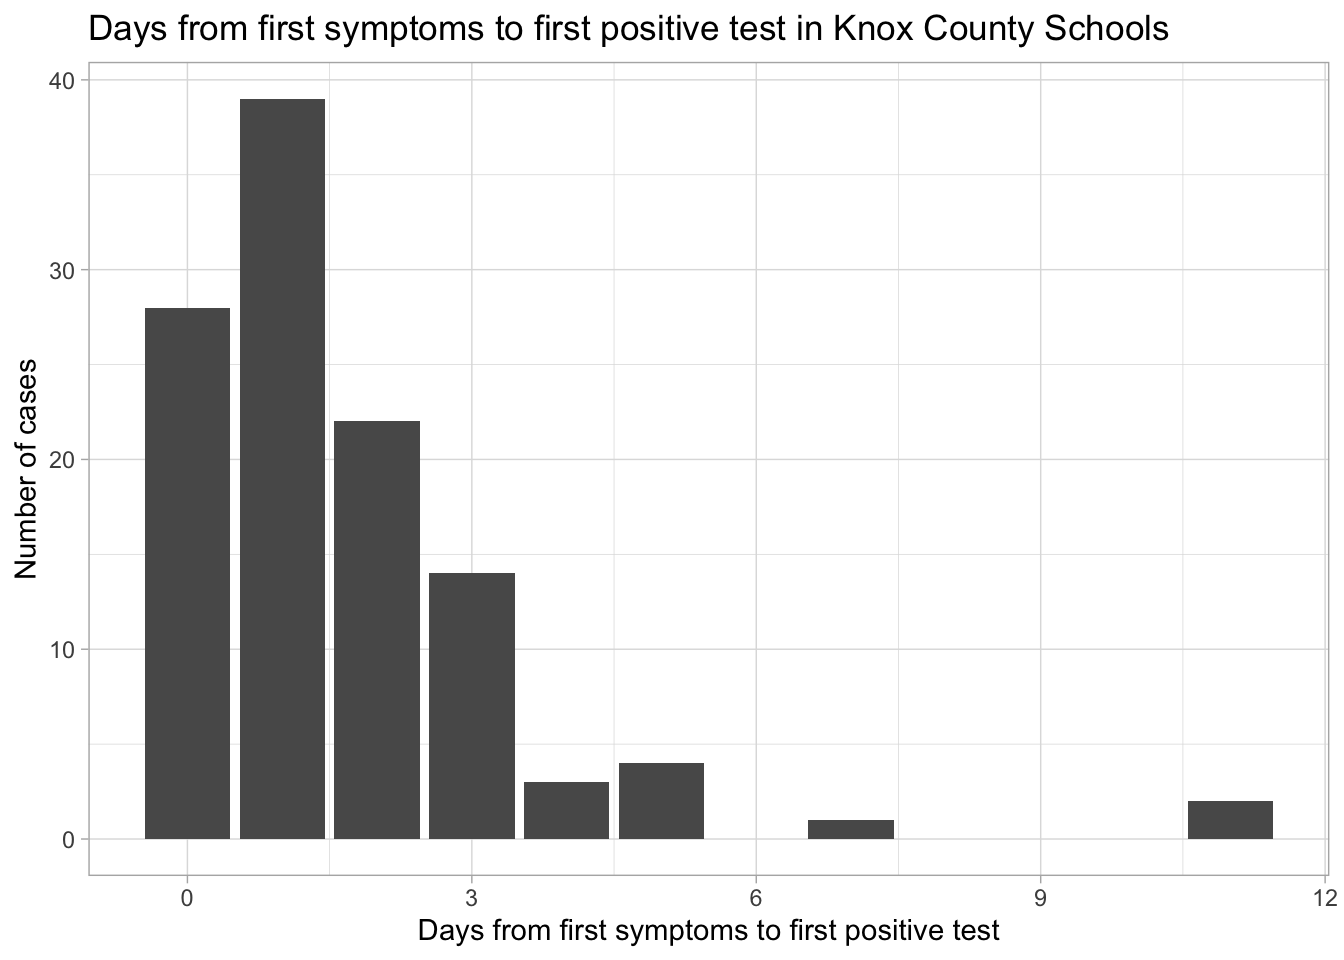 Days from first symptoms to first positive test in Knox County Schools
40
30
20
10
0
Number of cases
0 3 6 9 12
Days from first symptoms to first positive test